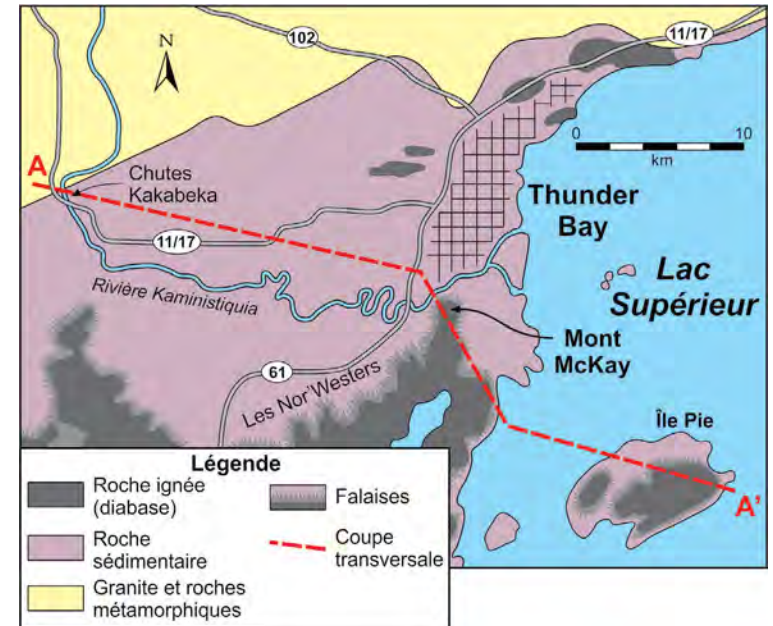 102
11/17
N
A
Chutes
Kakabeka
0
10
km
Thunder
Bay
11/17
Rivière Kaministiquia
Lac
Supérieur
Mont
McKay
61
Les Nor'Westers
Île Pie
A'
Légende
Roche ignée
(diabase)
Falaises
Roche
sédimentaire
Coupe
transversale
Granite et roches
métamorphiques